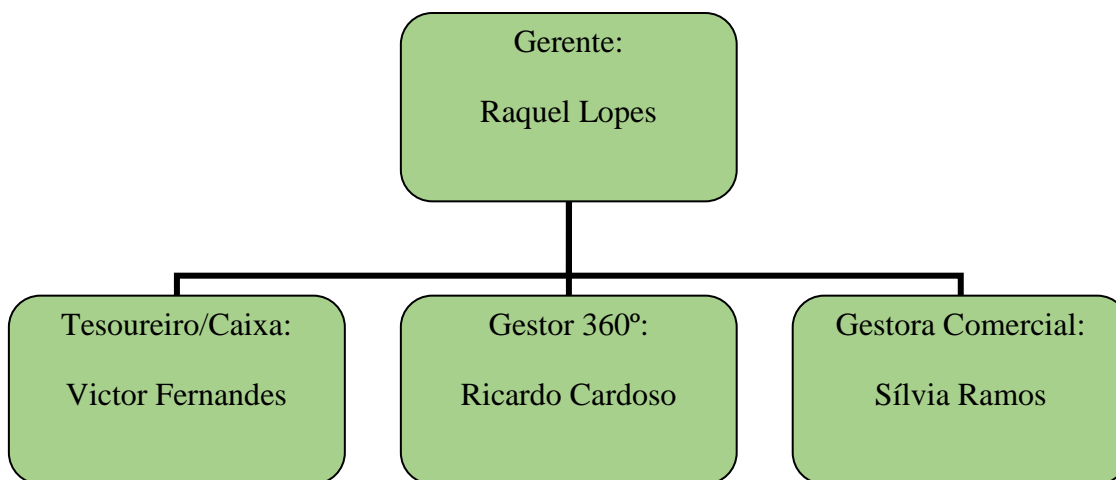 Gerente:
Raquel Lopes
Tesoureiro/Caixa:
Victor Fernandes
Gestor 360º:
Ricardo Cardoso
Gestora Comercial:
Sílvia Ramos